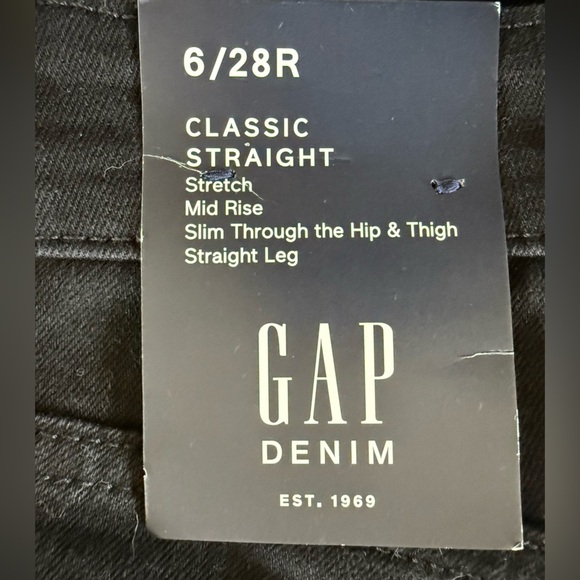 6/28R
CLASSIC
STRAIGHT
Stretch
Mid Rise
Slim Through the Hip & Thigh
Straight Leg
GAP
DENIM
EST. 1969